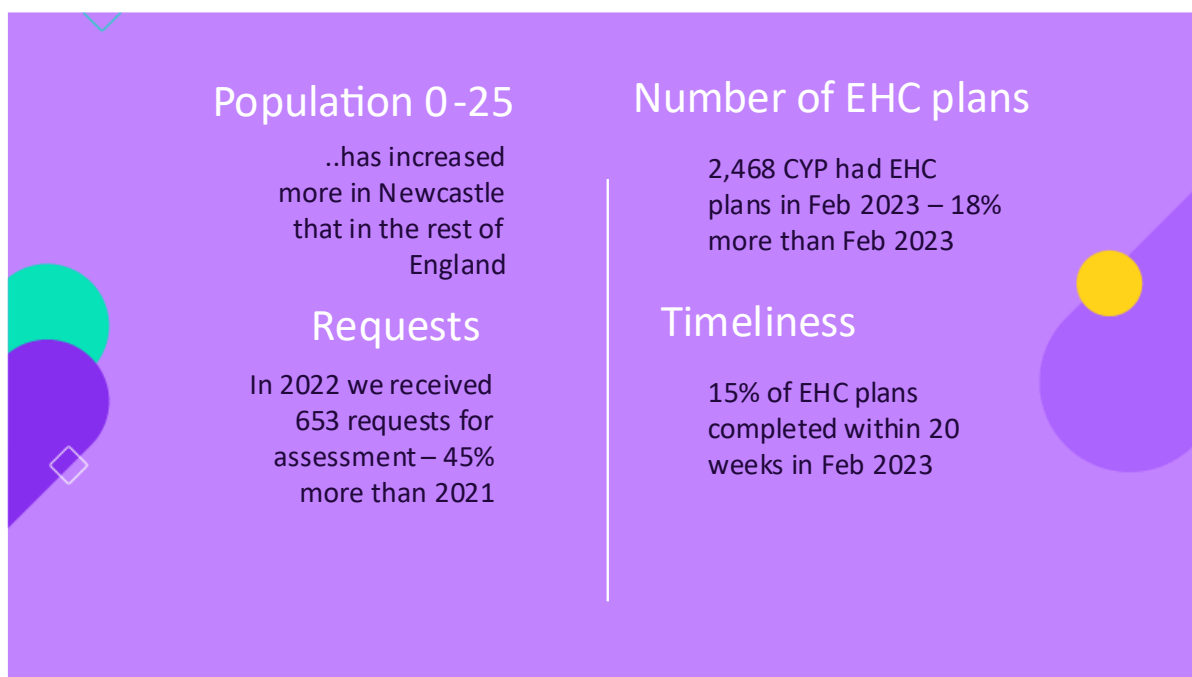 Population 0-25
..has increased
more in Newcastle
that in the rest of
England
Requests
In 2022 we received
653 requests for
assessment – 45%
more than 2021
Number of EHC plans
2,468 CYP had EHC
plans in Feb 2023 – 18%
more than Feb 2023
Timeliness
15% of EHC plans
completed within 20
weeks in Feb 2023